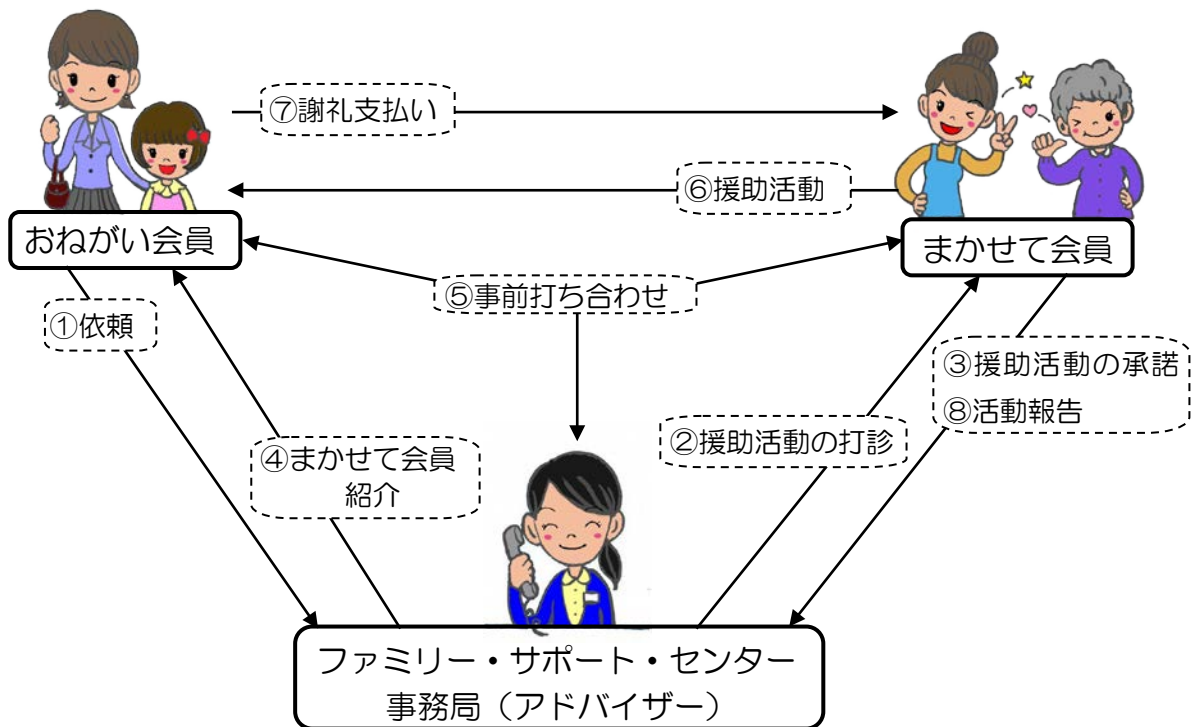 ⑦謝礼支払い
⑥援助活動
おねがい会員
まかせて会員
⑤事前打ち合わせ
①依頼
③援助活動の承諾
⑧活動報告
②援助活動の打診
④まかせて会員
紹介
ファミリー・サポート・センター
事務局（アドバイザー）